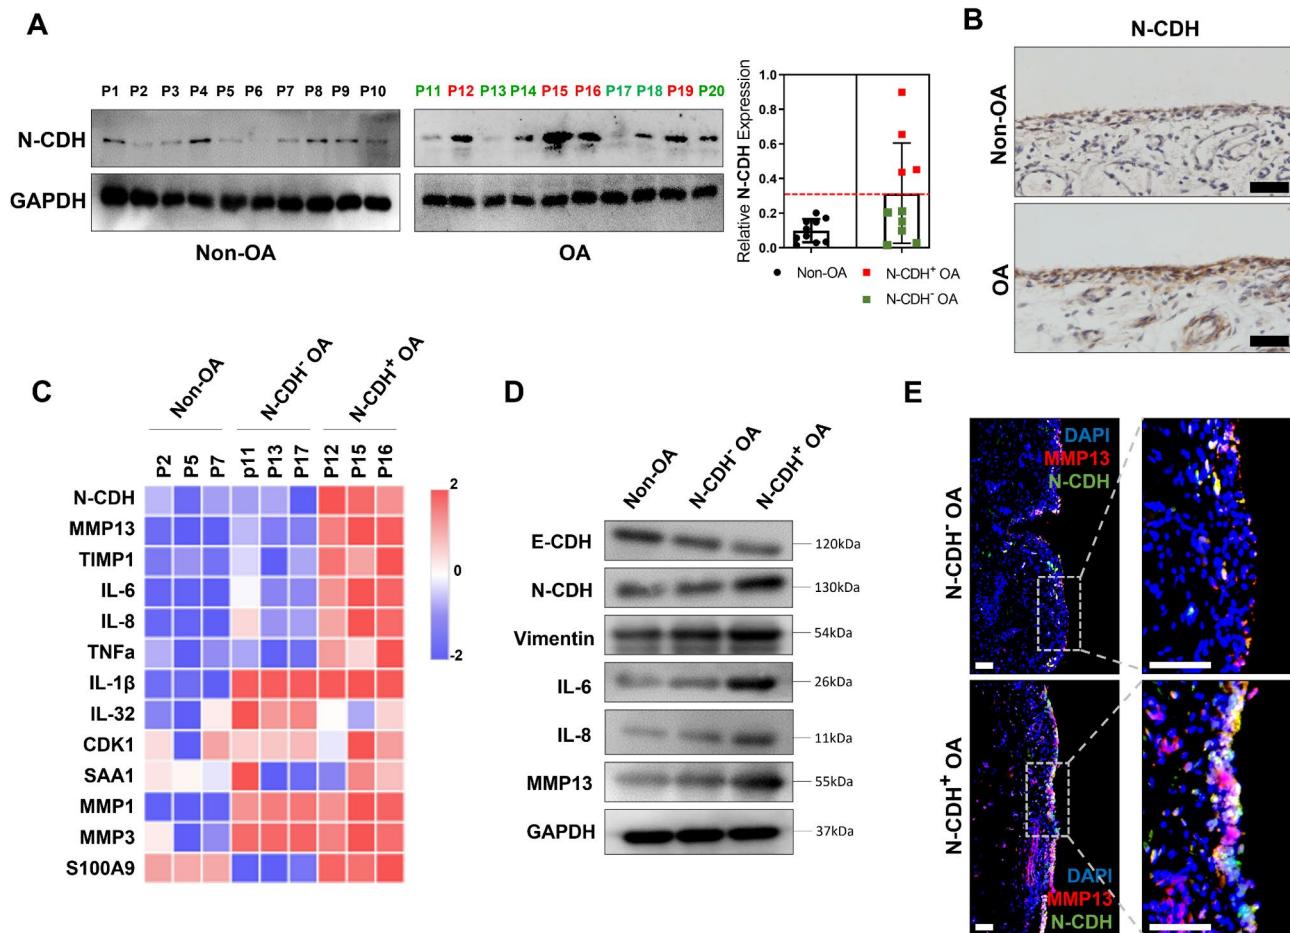 A
P1 P2 P3 P4 P5 P6 P7 P8 P9 P10
P11 P12 P13 P14 P15 P16 P17 P18 P19 P20
N-CDH
GAPDH
Non-OA
OA
Relative N-CDH Expression
1.0
0.8
0.6
0.4
0.2
0.0
Non-OA
N-CDH+ OA
N-CDH- OA
B
N-CDH
Non-OA
OA
C
Non-OA
N-CDH- OA
N-CDH+ OA
P2 P5 P7 p11 P13 P17 P12 P15 P16
N-CDH
MMP13
TIMP1
IL-6
IL-8
TNFa
IL-1β
IL-32
CDK1
SAA1
MMP1
MMP3
S100A9
2
0
-2
D
Non-OA
N-CDH- OA
N-CDH+ OA
E-CDH 120kDa
N-CDH 130kDa
Vimentin 54kDa
IL-6 26kDa
IL-8 11kDa
MMP13 55kDa
GAPDH 37kDa
E
N-CDH- OA
DAPI
MMP13
N-CDH
N-CDH+ OA
DAPI
MMP13
N-CDH